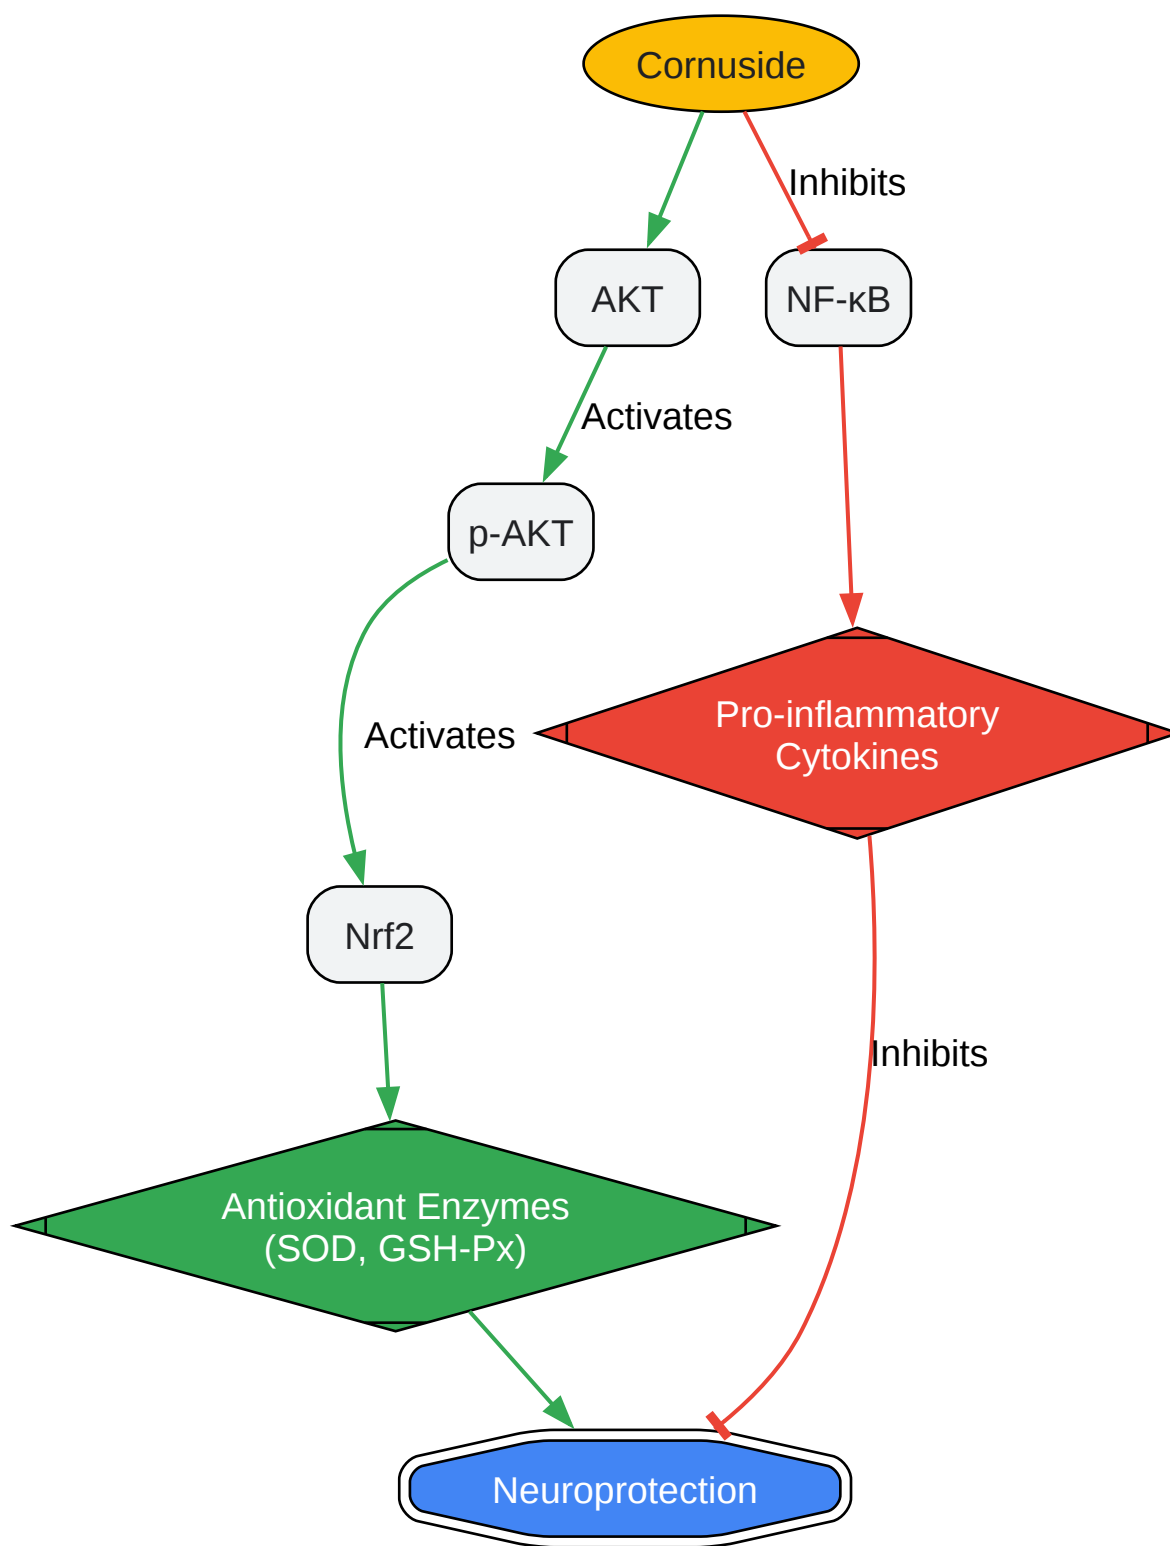 Cornuside
Inhibits
AKT
NF-κB
Activates
p-AKT
Pro-inflammatory
Cytokines
Activates
Nrf2
Inhibits
Antioxidant Enzymes
(SOD, GSH-Px)
Neuroprotection